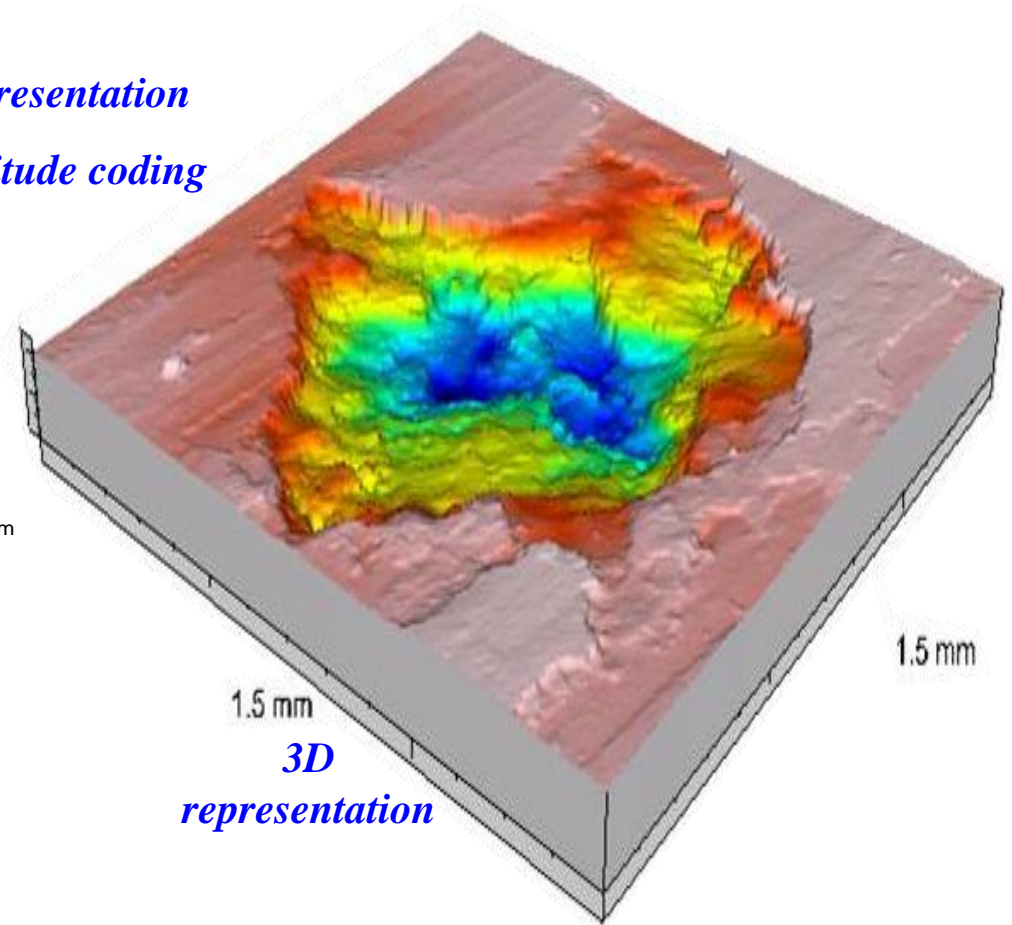 resentation
itude coding
m
1.5 mm
1.5 mm
3D
representation